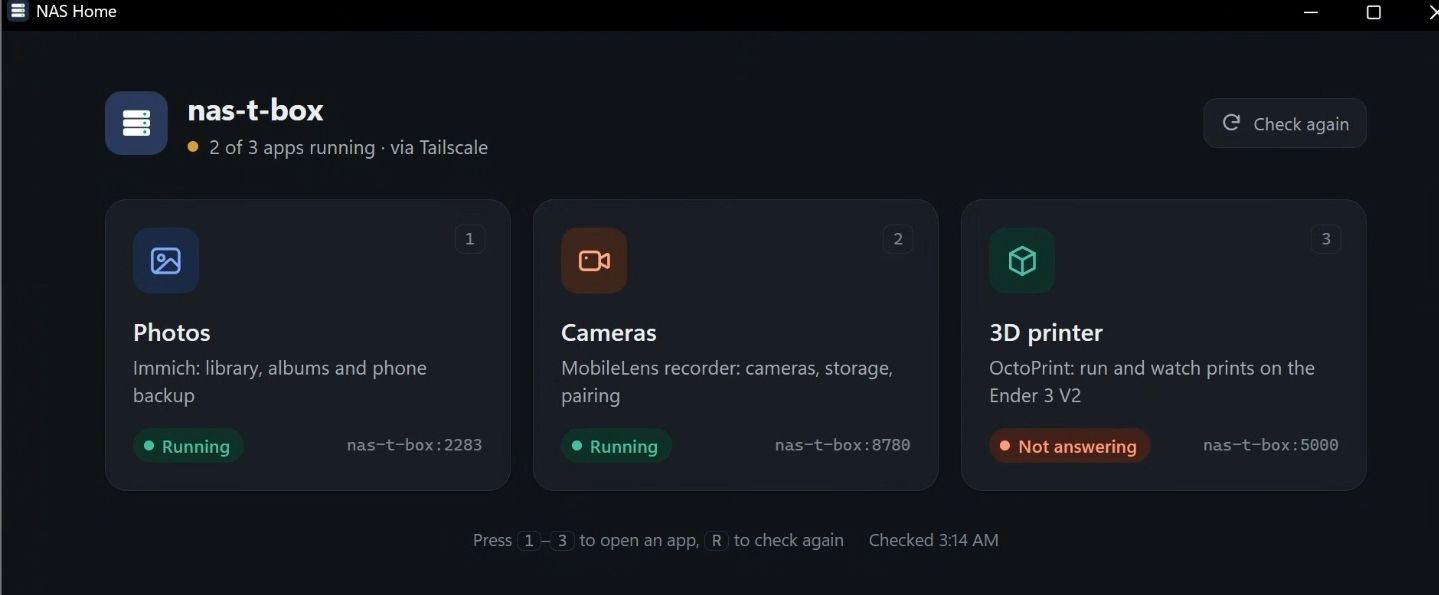 NAS Home
nas-t-box
2 of 3 apps running · via Tailscale
Check again
1
Photos
Immich: library, albums and phone
backup
Running
nas-t-box:2283
2
Cameras
MobileLens recorder: cameras, storage,
pairing
Running
nas-t-box:8780
3
3D printer
OctoPrint: run and watch prints on the
Ender 3 V2
Not answering
nas-t-box:5000
Press 1–3 to open an app, R to check again Checked 3:14 AM